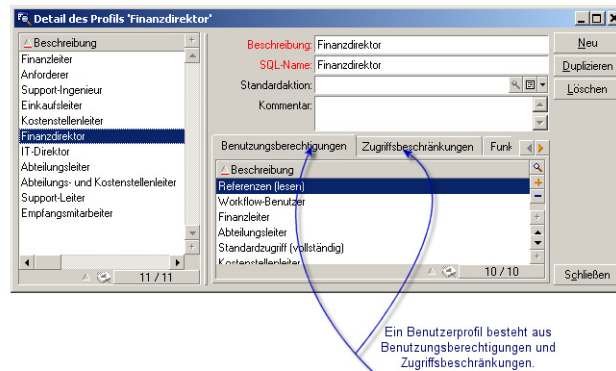 Detail des Profils 'Finanzdirektor'
Beschreibung
Finanzleiter
Anforderer
Support-Ingenieur
Einkaufsleiter
Kostenstellenleiter
Finanzdirektor
IT-Direktor
Abteilungsleiter
Abteilungs- und Kostenstellenleiter
Support-Leiter
Empfangsmitarbeiter
11 / 11
Beschreibung: Finanzdirektor
SQL-Name: Finanzdirektor
Standardaktion:
Kommentar:
Benutzungsberechtigungen Zugriffsbeschränkungen Funk
Beschreibung
Referenzen (lesen)
Workflow-Benutzer
Finanzleiter
Abteilungsleiter
Standardzugriff (vollständig)
Kostenstellenleiter
10 / 10
Neu
Duplizieren
Löschen
Schließen
Ein Benutzerprofil besteht aus
Benutzungsberechtigungen und
Zugriffsbeschränkungen.